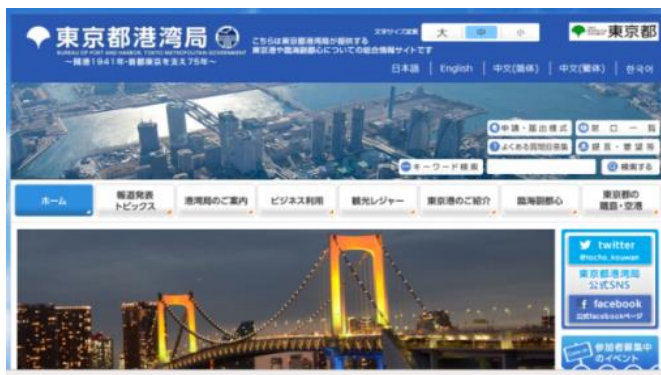 東京都港湾局
BUREAU OF PORT AND HARBOR, TOKYO METROPOLITAN GOVERNMENT
～開港1941年・首都東京を支え75年～
こちらは東京都港湾局が提供する
東京港や臨海副都心についての総合情報サイトです
文字サイズ変更
大
中
小
東京都
日本語 | English | 中文(简体) | 中文(繁体) | 한국어
申請・届出様式
窓口一覧
よくある質問回答集
提言・要望等
キーワード検索
検索する
ホーム
報道発表
トピックス
港湾局のご案内
ビジネス利用
観光レジャー
東京港のご紹介
臨海副都心
東京都の
離島・空港
twitter
@tocho_kouwan
東京都港湾局
公式SNS
facebook
公式facebookページ
参加者募集中
のイベント